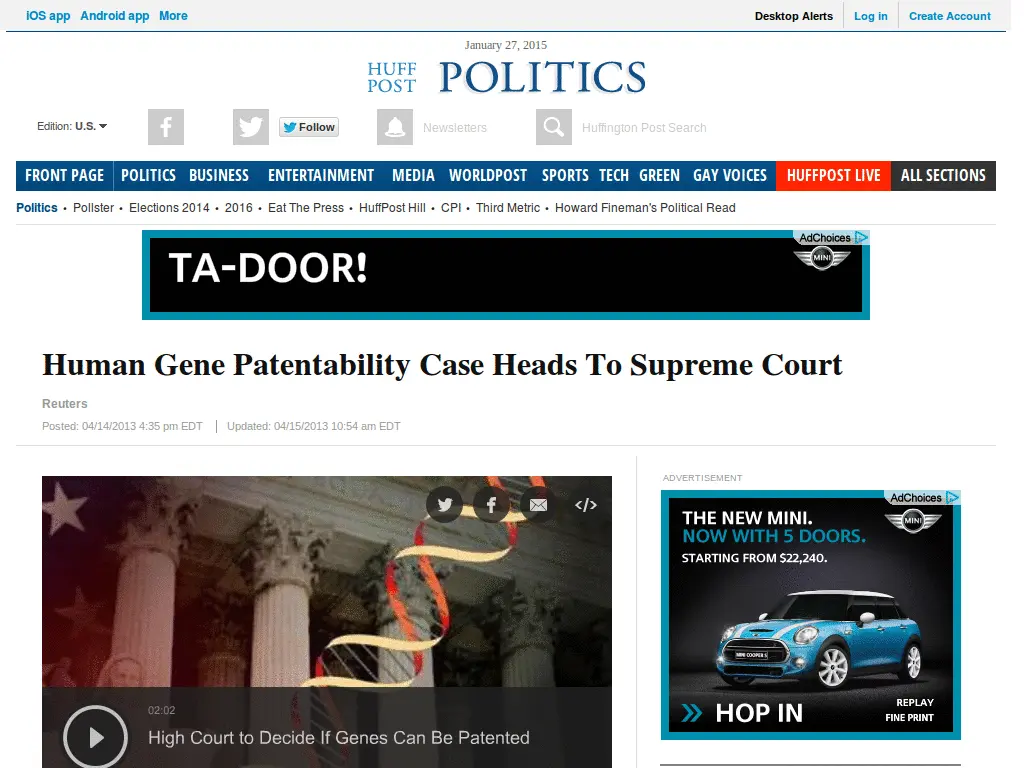 iOS app Android app More Desktop Alerts Log in Create Account
January 27, 2015
HUFF POST POLITICS
Edition: U.S. Follow Newsletters Huffington Post Search
FRONT PAGE POLITICS BUSINESS ENTERTAINMENT MEDIA WORLDPOST SPORTS TECH GREEN GAY VOICES HUFFPOST LIVE ALL SECTIONS
Politics • Pollster • Elections 2014 • 2016 • Eat The Press • HuffPost Hill • CPI • Third Metric • Howard Fineman's Political Read
AdChoices
TA-DOOR!
MINI
Human Gene Patentability Case Heads To Supreme Court
Reuters
Posted: 04/14/2013 4:35 pm EDT | Updated: 04/15/2013 10:54 am EDT
02:02
High Court to Decide If Genes Can Be Patented
ADVERTISEMENT
AdChoices
THE NEW MINI.
MINI
NOW WITH 5 DOORS.
STARTING FROM $22,240.
MINI COOPER S
HOP IN
REPLAY
FINE PRINT